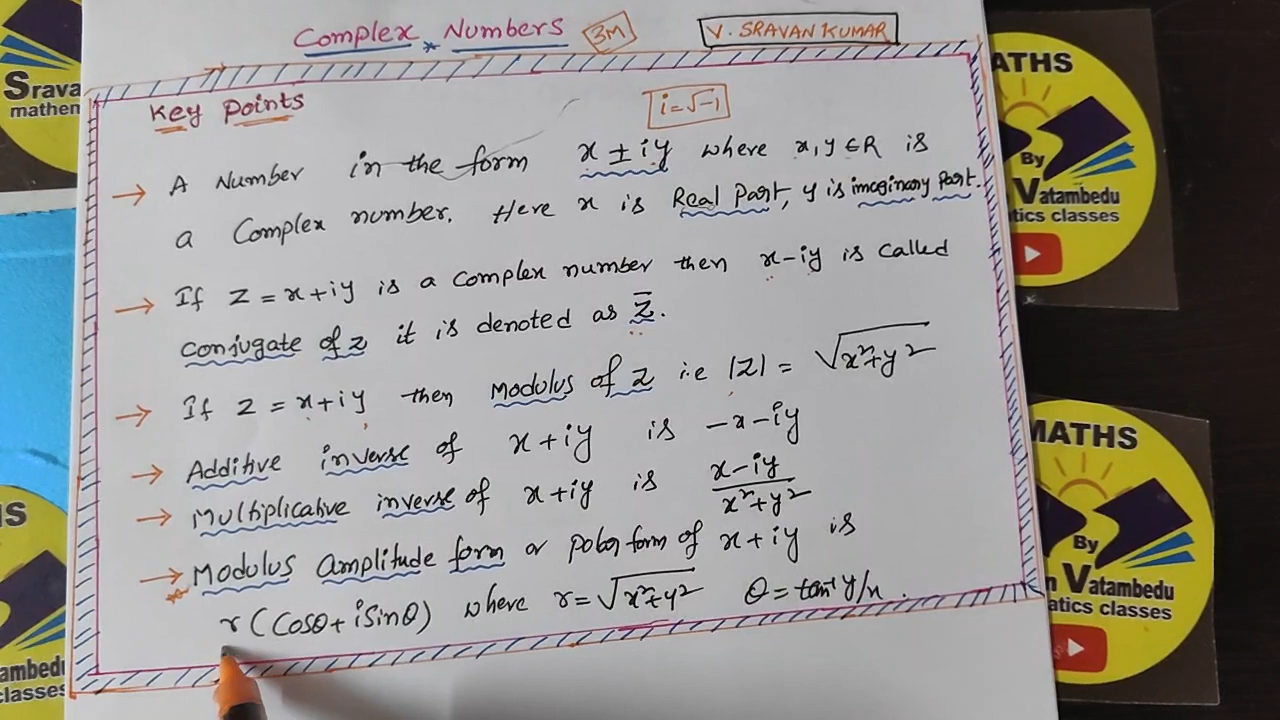 Complex Numbers 3M V. SRAVAN KUMAR
Key Points
i = √-1
→ A Number in the form x ± iy where x, y ∈ R is
a Complex number. Here x is Real Part, y is imaginary Part.
→ If Z = x + iy is a complex number then x - iy is called
conjugate of z it is denoted as z̄.
→ If Z = x + iy then Modulus of Z i.e |Z| = √x²+y²
→ Additive inverse of x + iy is -x - iy
→ Multiplicative inverse of x + iy is x-iy/x²+y²
→ Modulus amplitude form or polar form of x + iy is
r (Cosθ + i Sinθ) where r = √x²+y² θ = tan⁻¹ y/x.
Srava
mathem
MATHS
By
Vatambedu
tics classes
MATHS
By
n Vatambedu
atics classes
S
ambed
classes